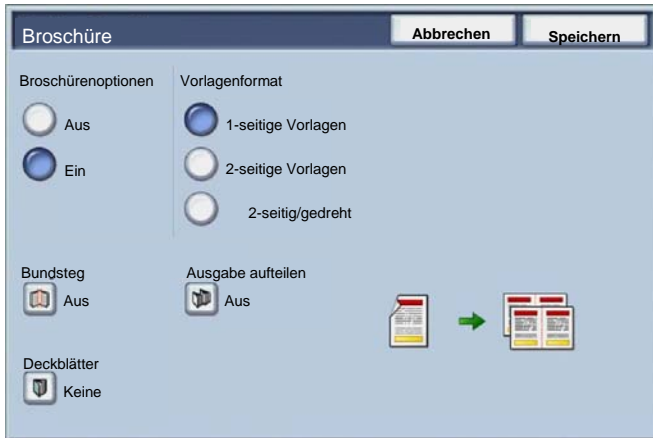 Broschüre
Abbrechen
Speichern
Broschürenoptionen
Aus
Ein
Vorlagenformat
1-seitige Vorlagen
2-seitige Vorlagen
2-seitig/gedreht
Bundsteg
Aus
Ausgabe aufteilen
Aus
Deckblätter
Keine